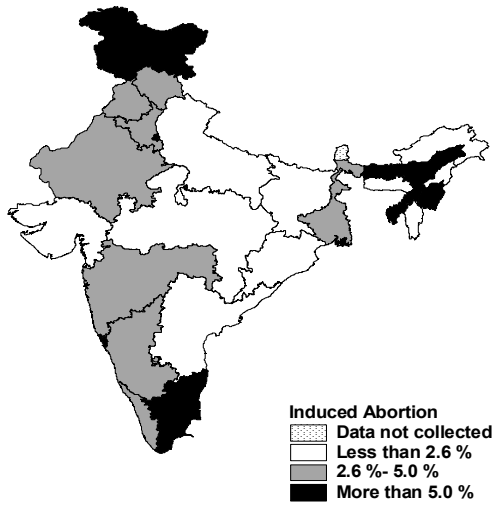 Induced Abortion
Data not collected
Less than 2.6 %
2.6 %- 5.0 %
More than 5.0 %